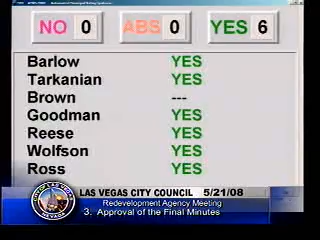 NO 0 ABS 0 YES 6
Barlow YES
Tarkanian YES
Brown ---
Goodman YES
Reese YES
Wolfson YES
Ross YES
LAS VEGAS CITY COUNCIL 5/21/08
Redevelopment Agency Meeting
3. Approval of the Final Minutes